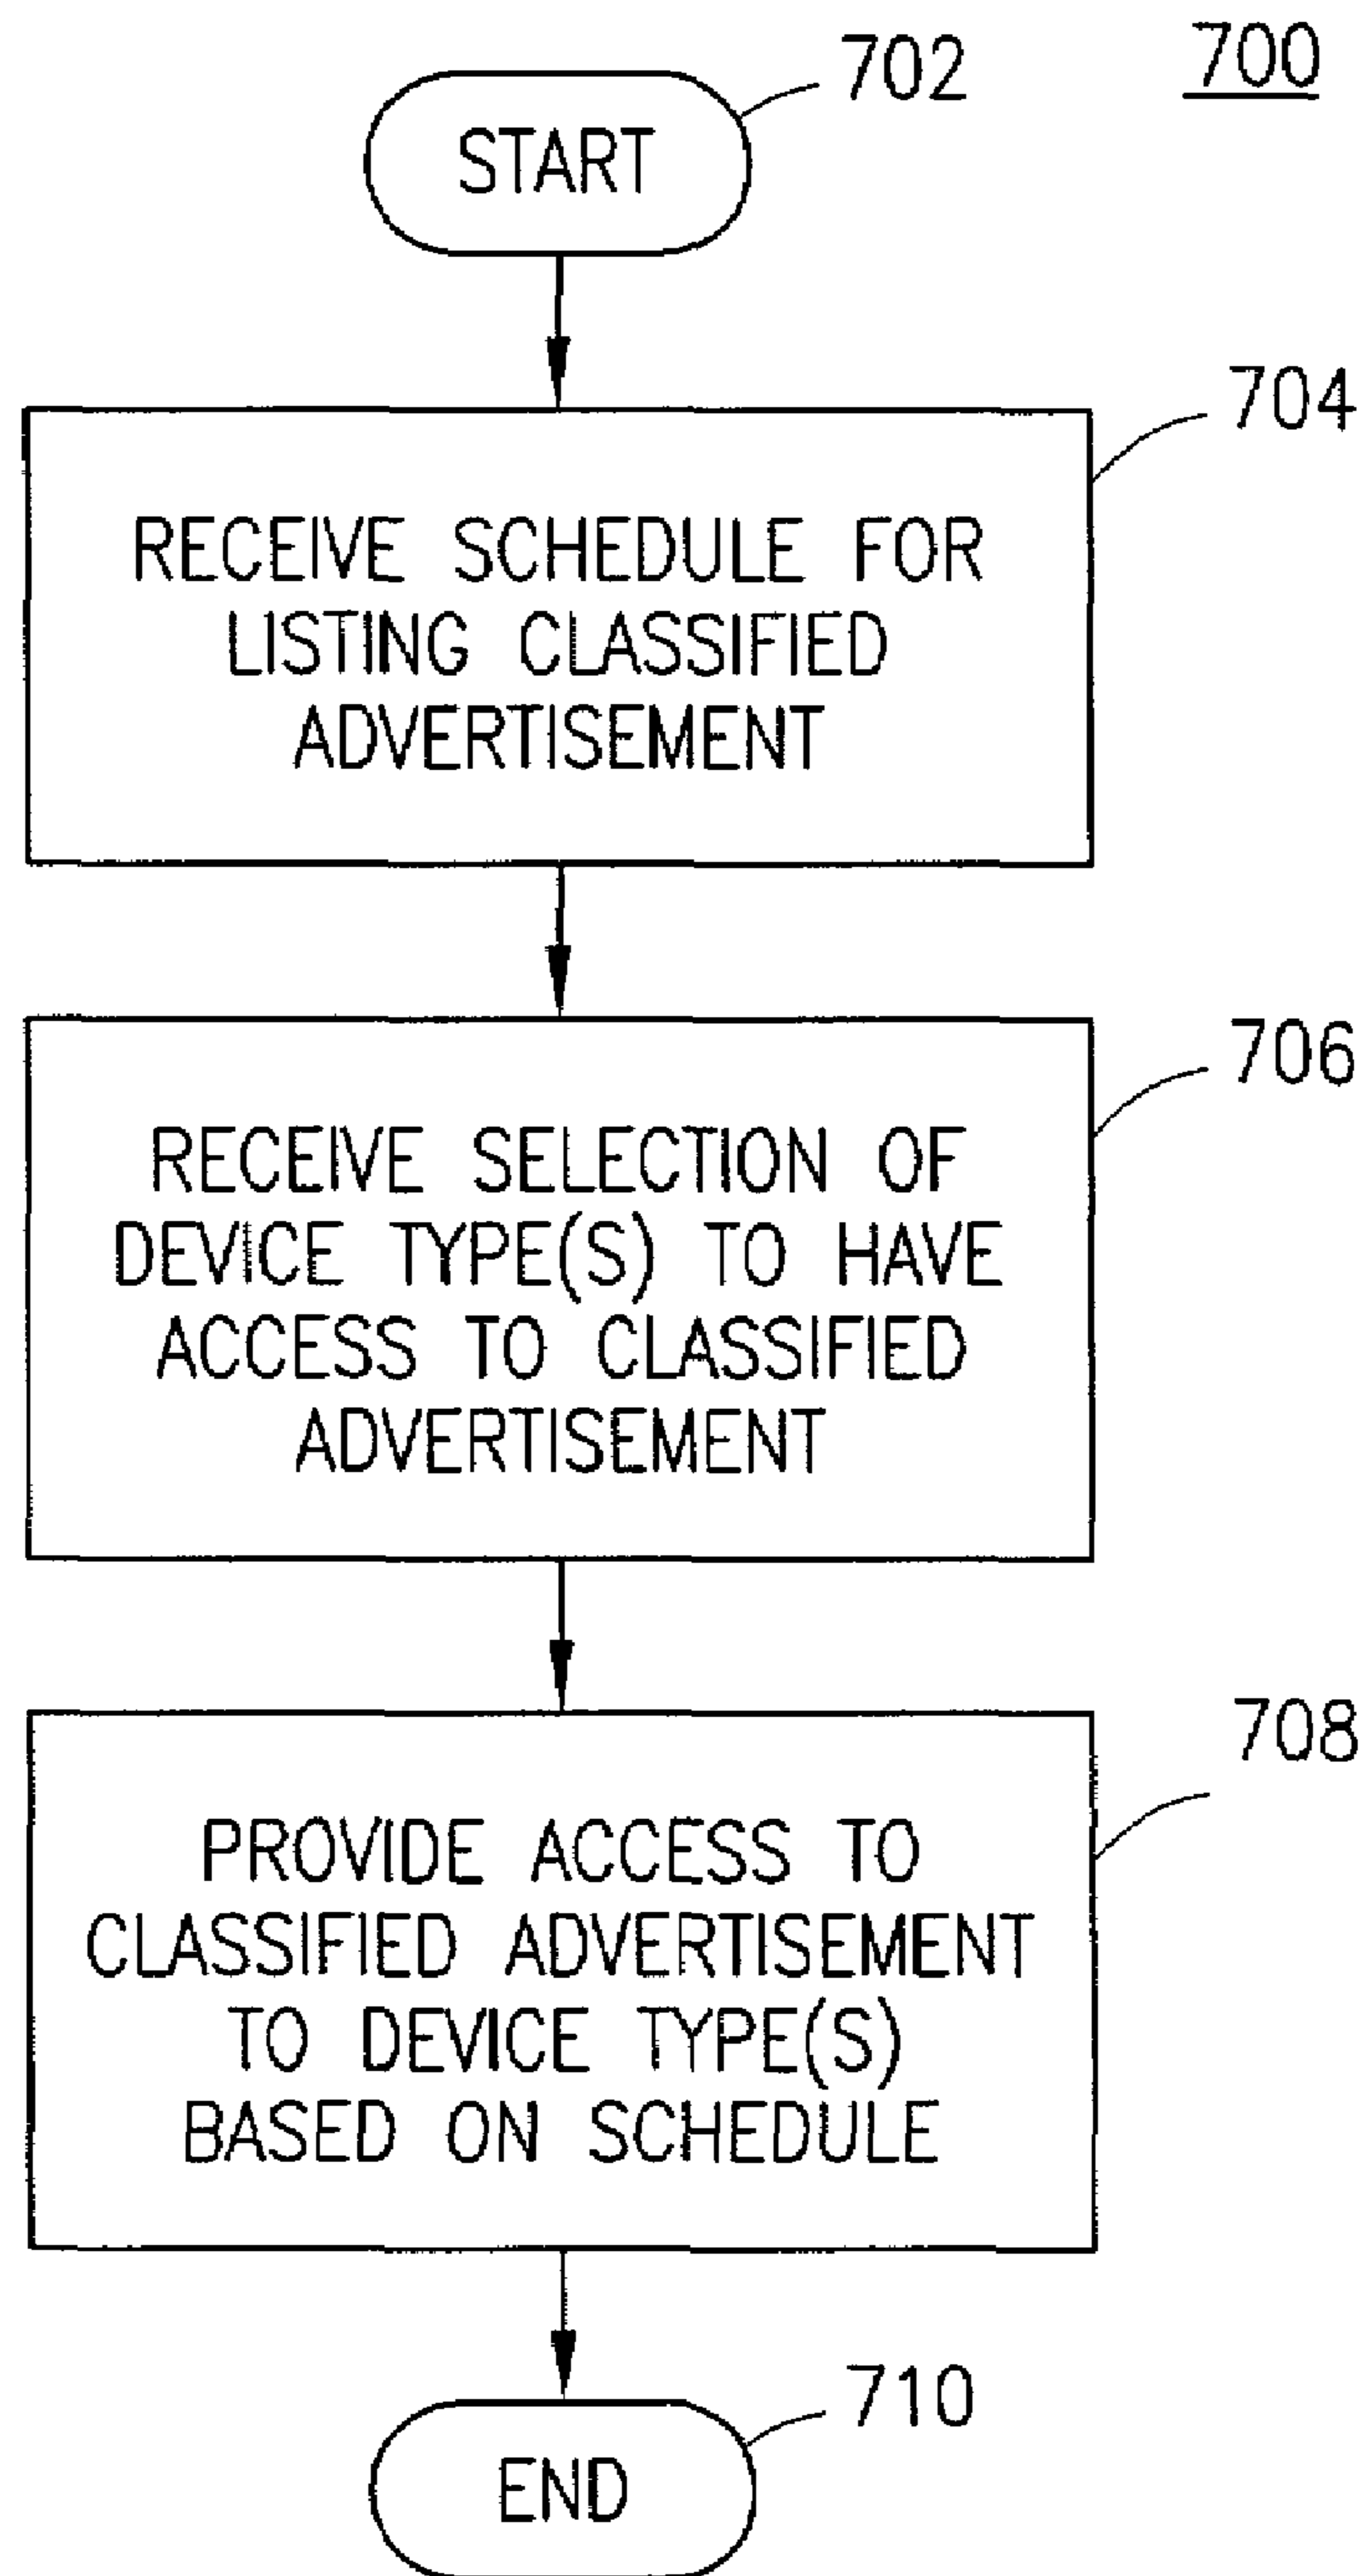 700
702
START
704
RECEIVE SCHEDULE FOR
LISTING CLASSIFIED
ADVERTISEMENT
706
RECEIVE SELECTION OF
DEVICE TYPE(S) TO HAVE
ACCESS TO CLASSIFIED
ADVERTISEMENT
708
PROVIDE ACCESS TO
CLASSIFIED ADVERTISEMENT
TO DEVICE TYPE(S)
BASED ON SCHEDULE
710
END